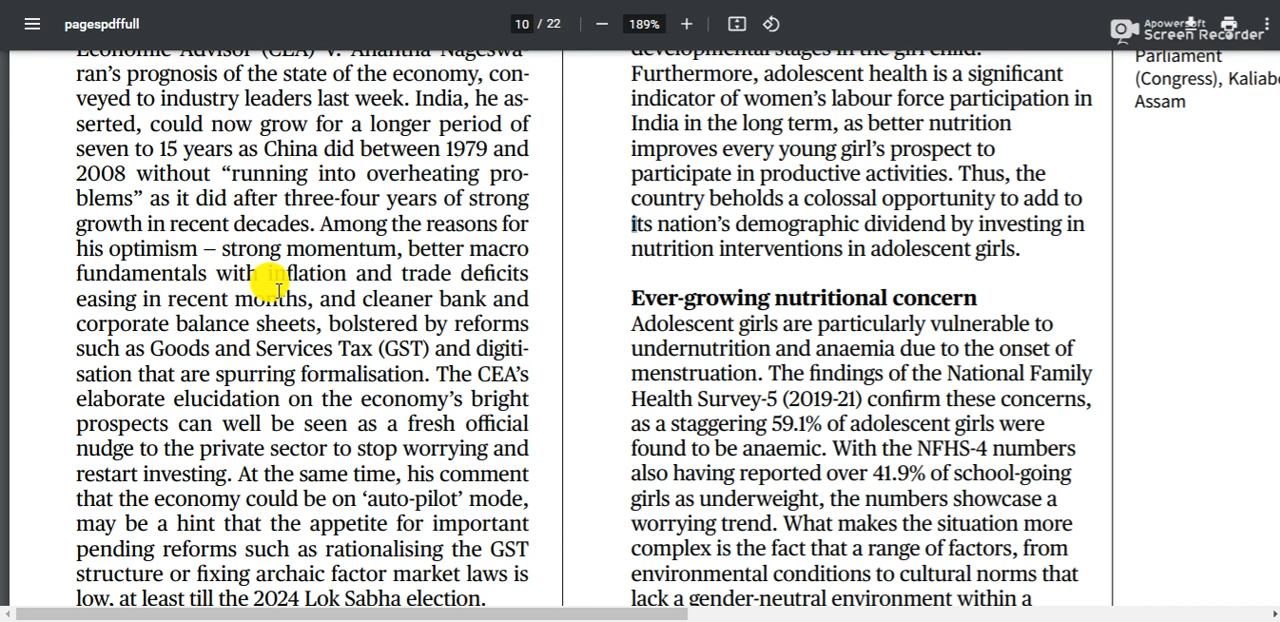 pagespdffull
10 / 22
189%
Apowersoft
Screen Recorder
Economic Advisor (CEA) V. Anantha Nageswa-
ran’s prognosis of the state of the economy, con-
veyed to industry leaders last week. India, he as-
serted, could now grow for a longer period of
seven to 15 years as China did between 1979 and
2008 without “running into overheating pro-
blems” as it did after three-four years of strong
growth in recent decades. Among the reasons for
his optimism – strong momentum, better macro
fundamentals with inflation and trade deficits
easing in recent months, and cleaner bank and
corporate balance sheets, bolstered by reforms
such as Goods and Services Tax (GST) and digiti-
sation that are spurring formalisation. The CEA’s
elaborate elucidation on the economy’s bright
prospects can well be seen as a fresh official
nudge to the private sector to stop worrying and
restart investing. At the same time, his comment
that the economy could be on ‘auto-pilot’ mode,
may be a hint that the appetite for important
pending reforms such as rationalising the GST
structure or fixing archaic factor market laws is
low, at least till the 2024 Lok Sabha election.
developmental stages in the girl child.
Furthermore, adolescent health is a significant
indicator of women’s labour force participation in
India in the long term, as better nutrition
improves every young girl’s prospect to
participate in productive activities. Thus, the
country beholds a colossal opportunity to add to
its nation’s demographic dividend by investing in
nutrition interventions in adolescent girls.
Ever-growing nutritional concern
Adolescent girls are particularly vulnerable to
undernutrition and anaemia due to the onset of
menstruation. The findings of the National Family
Health Survey-5 (2019-21) confirm these concerns,
as a staggering 59.1% of adolescent girls were
found to be anaemic. With the NFHS-4 numbers
also having reported over 41.9% of school-going
girls as underweight, the numbers showcase a
worrying trend. What makes the situation more
complex is the fact that a range of factors, from
environmental conditions to cultural norms that
lack a gender-neutral environment within a
Parliament
(Congress), Kaliabo
Assam